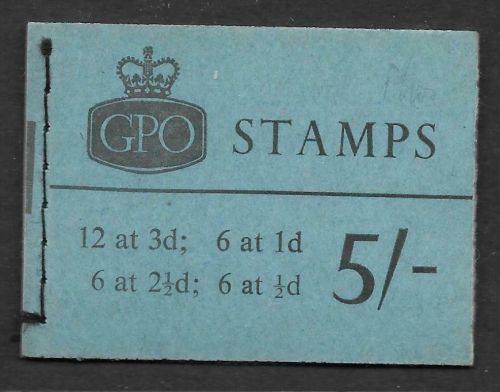 GPO STAMPS
12 at 3d; 6 at 1d
6 at 2½d; 6 at ½d
5/-